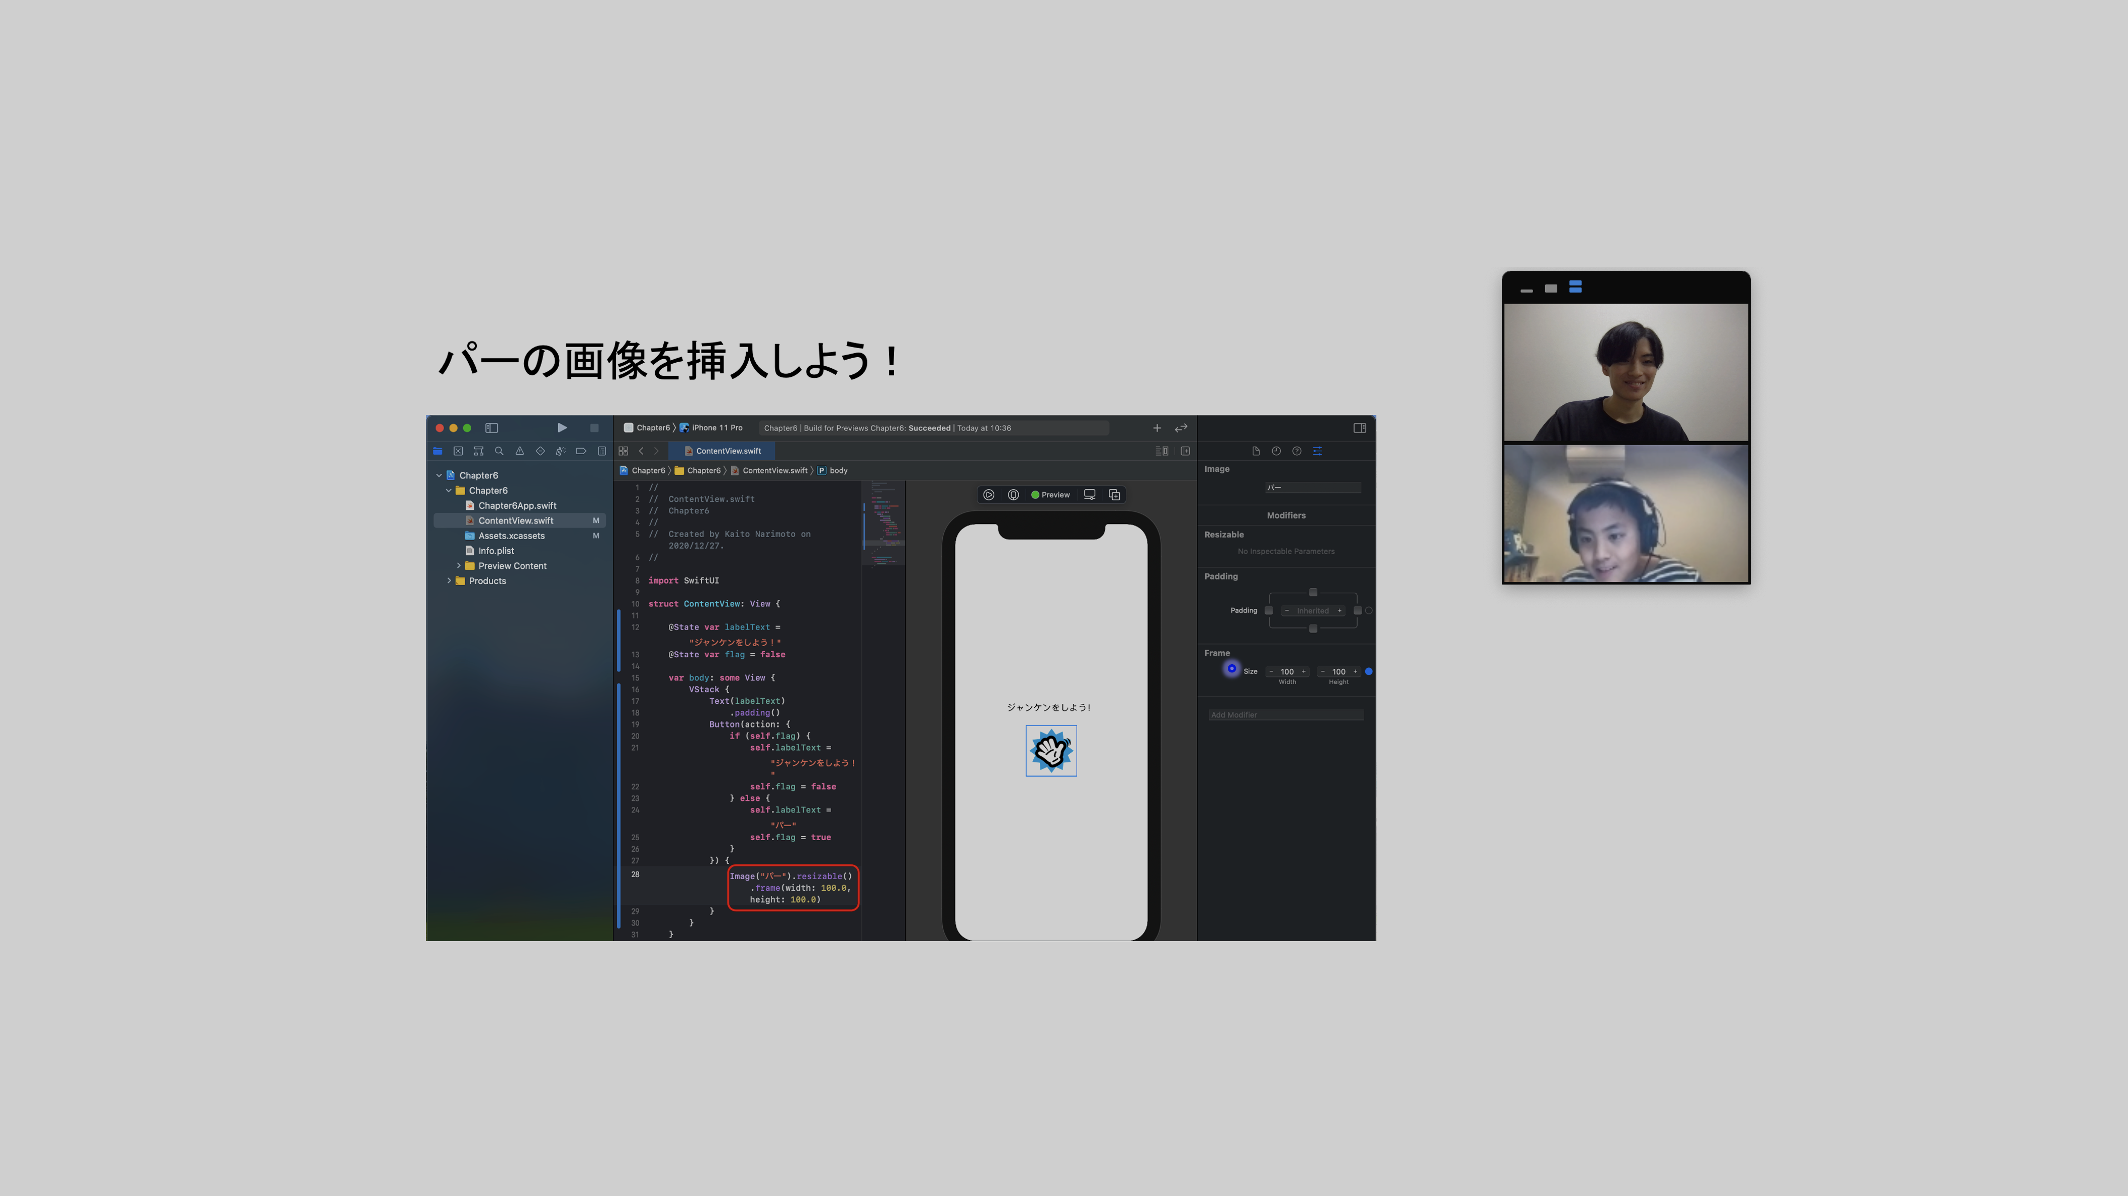 パーの画像を挿入しよう！
Chapter6 〉 iPhone 11 Pro
Chapter6 | Build for Previews Chapter6: Succeeded | Today at 10:36
ContentView.swift
Chapter6 〉 Chapter6 〉 ContentView.swift 〉 P body
Chapter6
Chapter6
Chapter6App.swift
ContentView.swift M
Assets.xcassets M
Info.plist
Preview Content
Products
1 //
2 // ContentView.swift
3 // Chapter6
4 //
5 // Created by Kaito Narimoto on
2020/12/27.
6 //
7
8 import SwiftUI
9
10 struct ContentView: View {
11
12 @State var labelText =
"ジャンケンをしよう！"
13 @State var flag = false
14
15 var body: some View {
16 VStack {
17 Text(labelText)
18 .padding()
19 Button(action: {
20 if (self.flag) {
21 self.labelText =
"ジャンケンをしよう！
"
22 self.flag = false
23 } else {
24 self.labelText =
"パー"
25 self.flag = true
26 }
27 }) {
28 Image("パー").resizable()
.frame(width: 100.0,
height: 100.0)
29 }
30 }
31 }
Preview
ジャンケンをしよう！
Image
パー
Modifiers
Resizable
No Inspectable Parameters
Padding
Padding − Inherited +
Frame
Size − 100 + − 100 +
Width Height
Add Modifier